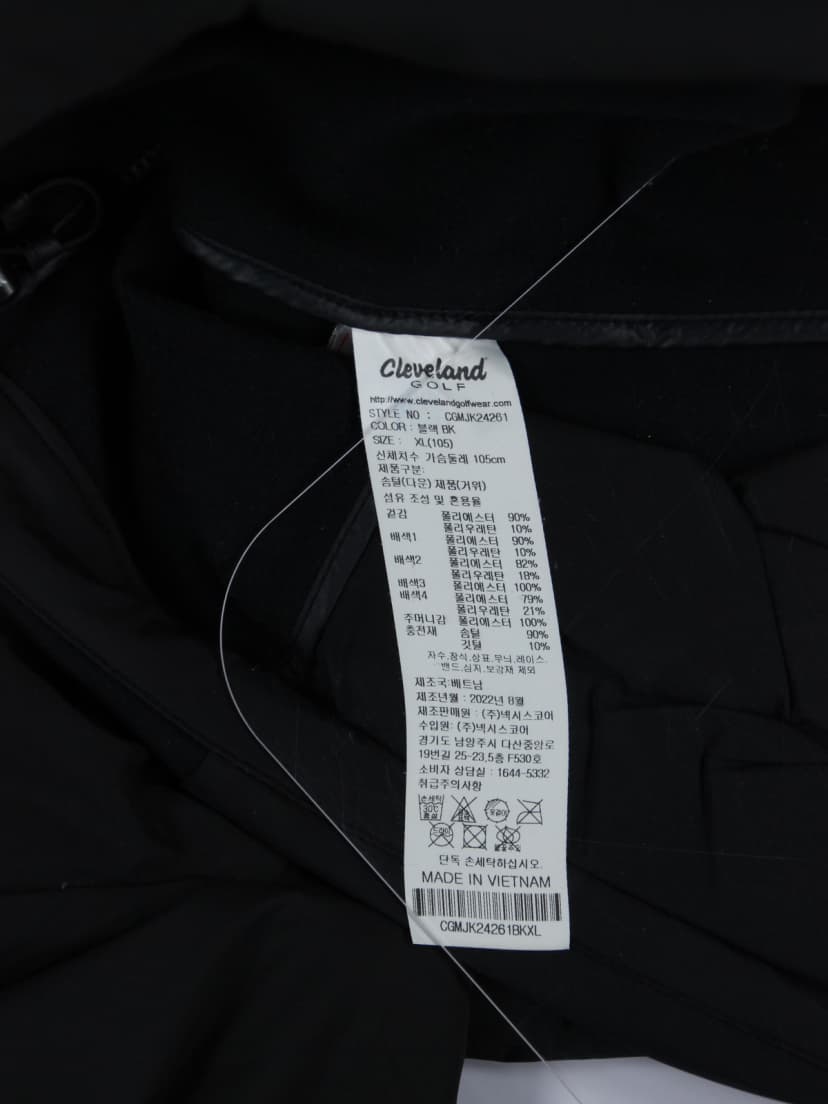 Cleveland
GOLF
http://www.clevelandgolfwear.com
STYLE NO : CGMJK24261
COLOR : 블랙 BK
SIZE : XL(105)
신체치수 가슴둘레 105cm
제품구분:
솜털(다운) 제품(거위)
섬유 조성 및 혼용율
겉감 폴리에스터 90%
폴리우레탄 10%
배색1 폴리에스터 90%
폴리우레탄 10%
배색2 폴리에스터 82%
폴리우레탄 18%
배색3 폴리에스터 100%
배색4 폴리에스터 79%
폴리우레탄 21%
주머니감 폴리에스터 100%
충전재 솜털 90%
깃털 10%
자수,장식,상표,무늬,레이스,
밴드,심지,보강재 제외
제조국:베트남
제조년월 : 2022년 8월
제조판매원 : (주)넥시스코어
수입원: (주)넥시스코어
경기도 남양주시 다산중앙로
19번길 25-23,5층 F530호
소비자 상담실 : 1644-5332
취급주의사항
손세탁
30℃
중성
옷걸이
드라이
단독 손세탁하십시오.
MADE IN VIETNAM
CGMJK24261BKXL